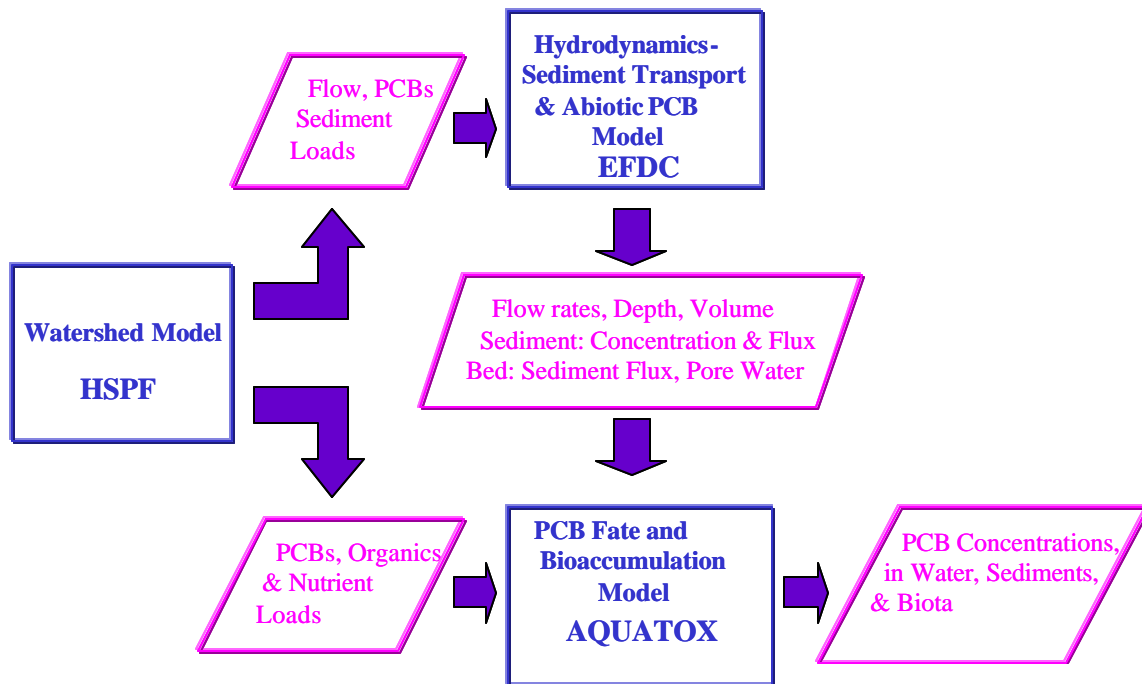 Hydrodynamics-
Sediment Transport
& Abiotic PCB
Model
EFDC
Flow, PCBs
Sediment
Loads
Watershed Model
HSPF
Flow rates, Depth, Volume
Sediment: Concentration & Flux
Bed: Sediment Flux, Pore Water
PCBs, Organics
& Nutrient
Loads
PCB Fate and
Bioaccumulation
Model
AQUATOX
PCB Concentrations,
in Water, Sediments,
& Biota